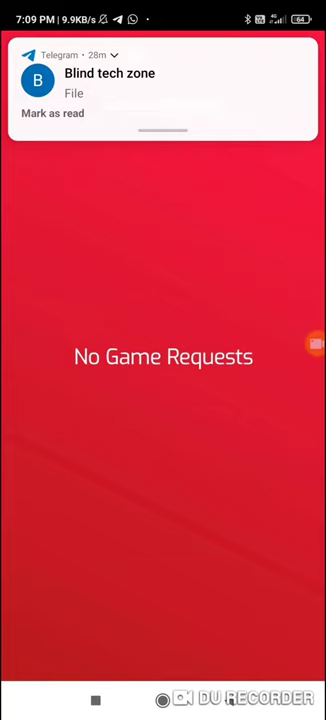 7:09 PM | 9.9KB/s
64
Telegram • 28m
B
Blind tech zone
File
Mark as read
No Game Requests
DU RECORDER